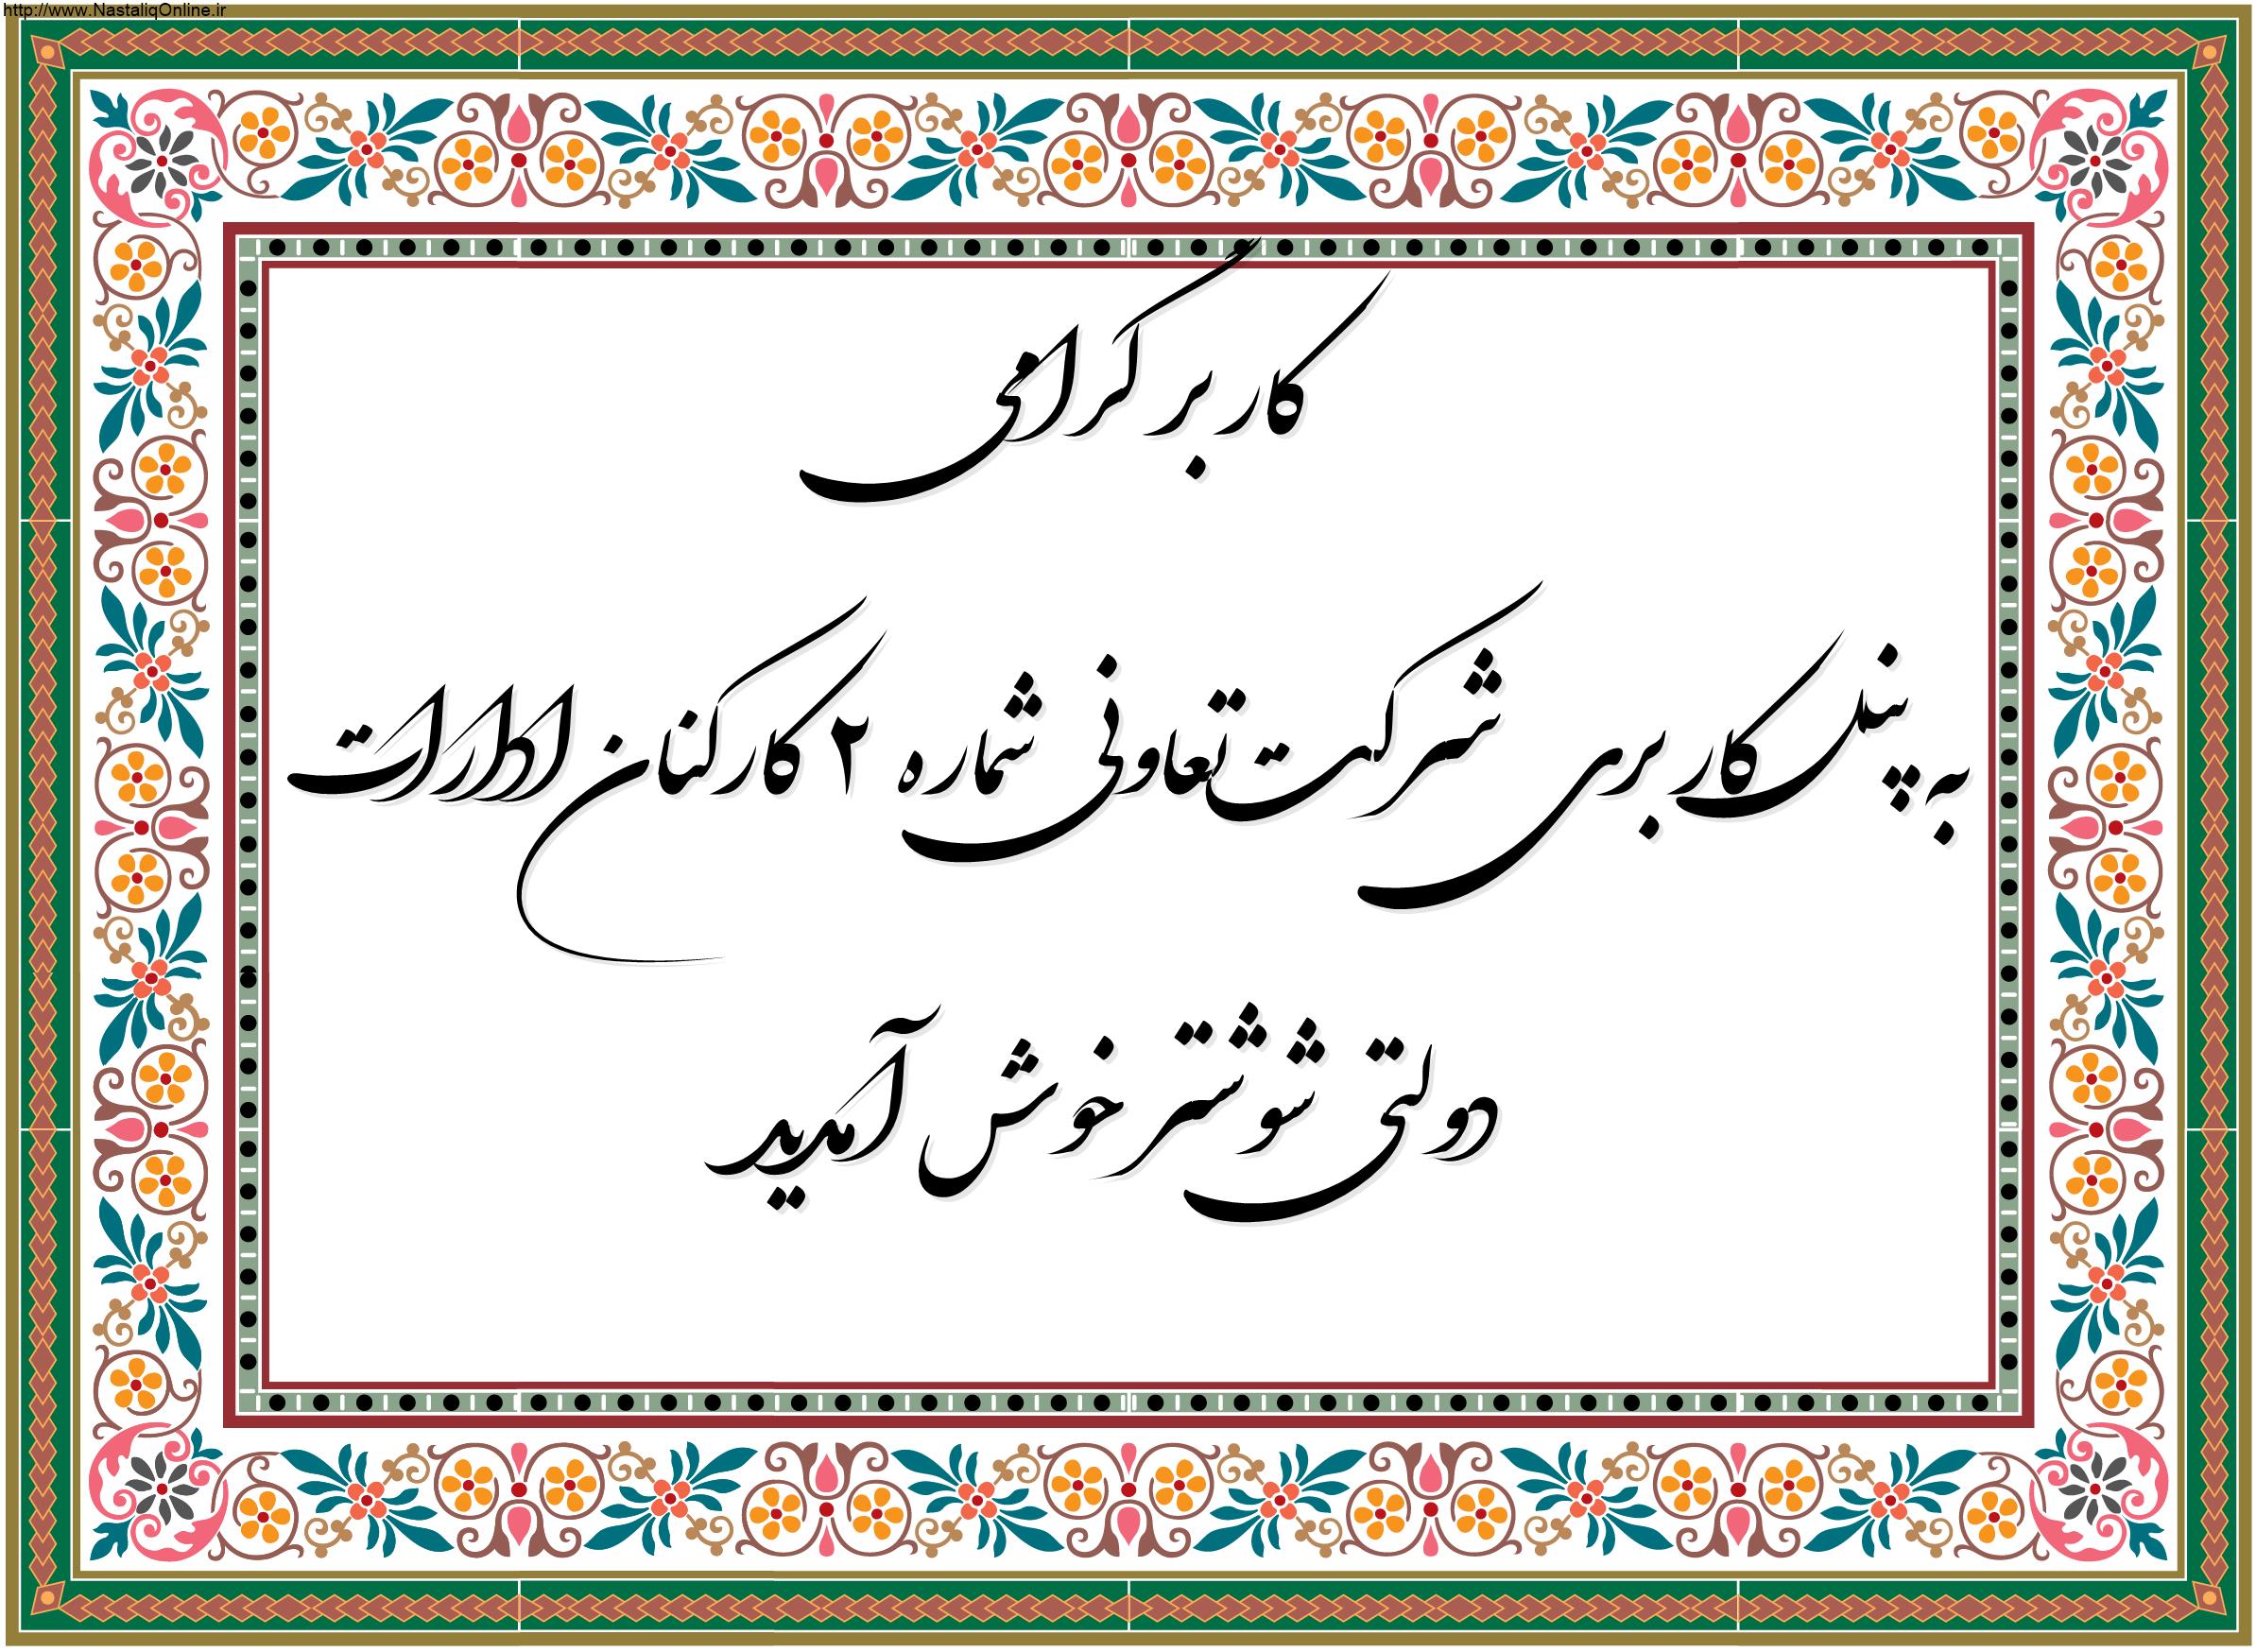 http://www.NastaliqOnline.ir
کاربر گرامی
به پنل کاربری شرکت تعاونی شماره ۲ کارکنان ادارات
دولتی شوشتر خوش آمدید